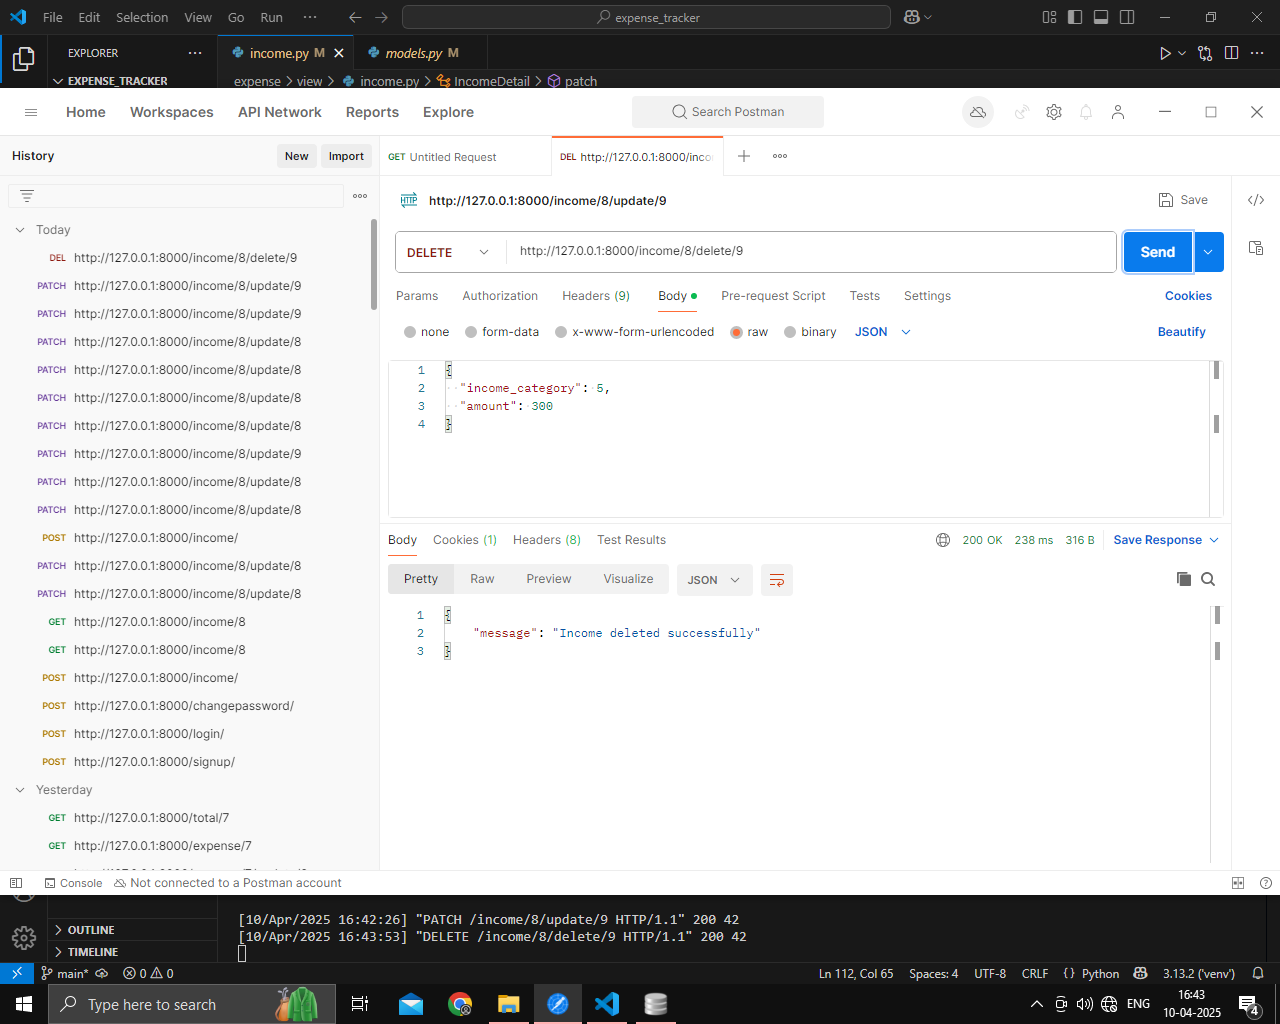 File Edit Selection View Go Run ··· expense_tracker
EXPLORER ··· income.py M models.py M
EXPENSE_TRACKER expense > view > income.py > IncomeDetail > patch
Home Workspaces API Network Reports Explore Search Postman
History New Import GET Untitled Request DEL http://127.0.0.1:8000/inco
http://127.0.0.1:8000/income/8/update/9 Save
DELETE http://127.0.0.1:8000/income/8/delete/9 Send
Params Authorization Headers (9) Body Pre-request Script Tests Settings Cookies
none form-data x-www-form-urlencoded raw binary JSON Beautify
1 {
2 "income_category": 5,
3 "amount": 300
4 }
Today
DEL http://127.0.0.1:8000/income/8/delete/9
PATCH http://127.0.0.1:8000/income/8/update/9
PATCH http://127.0.0.1:8000/income/8/update/9
PATCH http://127.0.0.1:8000/income/8/update/8
PATCH http://127.0.0.1:8000/income/8/update/8
PATCH http://127.0.0.1:8000/income/8/update/8
PATCH http://127.0.0.1:8000/income/8/update/8
PATCH http://127.0.0.1:8000/income/8/update/9
PATCH http://127.0.0.1:8000/income/8/update/8
PATCH http://127.0.0.1:8000/income/8/update/8
POST http://127.0.0.1:8000/income/
PATCH http://127.0.0.1:8000/income/8/update/8
PATCH http://127.0.0.1:8000/income/8/update/8
GET http://127.0.0.1:8000/income/8
GET http://127.0.0.1:8000/income/8
POST http://127.0.0.1:8000/income/
POST http://127.0.0.1:8000/changepassword/
POST http://127.0.0.1:8000/login/
POST http://127.0.0.1:8000/signup/
Yesterday
GET http://127.0.0.1:8000/total/7
GET http://127.0.0.1:8000/expense/7
Body Cookies (1) Headers (8) Test Results 200 OK 238 ms 316 B Save Response
Pretty Raw Preview Visualize JSON
1 {
2 "message": "Income deleted successfully"
3 }
Console Not connected to a Postman account
OUTLINE
TIMELINE
[10/Apr/2025 16:42:26] "PATCH /income/8/update/9 HTTP/1.1" 200 42
[10/Apr/2025 16:43:53] "DELETE /income/8/delete/9 HTTP/1.1" 200 42
main* 0 0 Ln 112, Col 65 Spaces: 4 UTF-8 CRLF {} Python 3.13.2 ('venv')
Type here to search ENG 16:43
10-04-2025 4